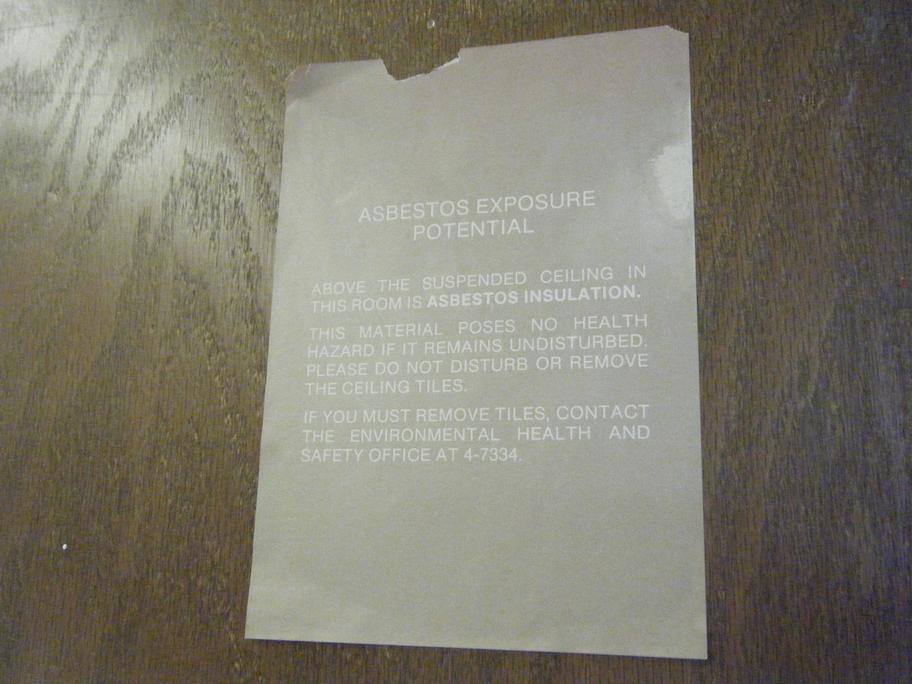 ASBESTOS EXPOSURE
POTENTIAL
ABOVE THE SUSPENDED CEILING IN
THIS ROOM IS ASBESTOS INSULATION.
THIS MATERIAL POSES NO HEALTH
HAZARD IF IT REMAINS UNDISTURBED.
PLEASE DO NOT DISTURB OR REMOVE
THE CEILING TILES.
IF YOU MUST REMOVE TILES, CONTACT
THE ENVIRONMENTAL HEALTH AND
SAFETY OFFICE AT 4-7334.